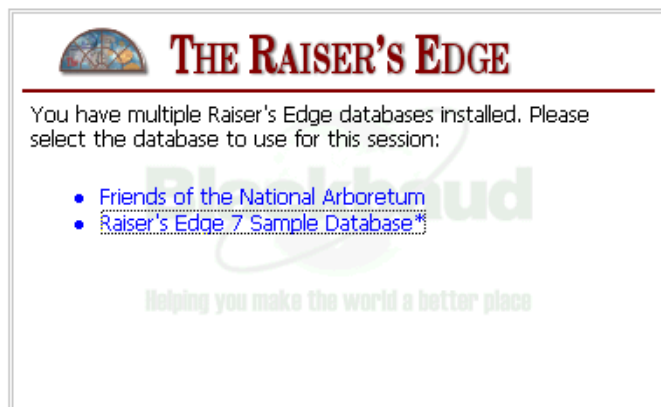 THE RAISER'S EDGE
You have multiple Raiser's Edge databases installed. Please
select the database to use for this session:
Friends of the National Arboretum
Raiser's Edge 7 Sample Database*
Blackbaud
Helping you make the world a better place